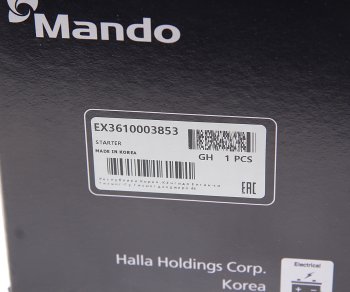 Mando
EX3610003853
STARTER
MADE IN KOREA
GH 1 PCS
EAC
Halla Holdings Corp.
Korea
Electrical